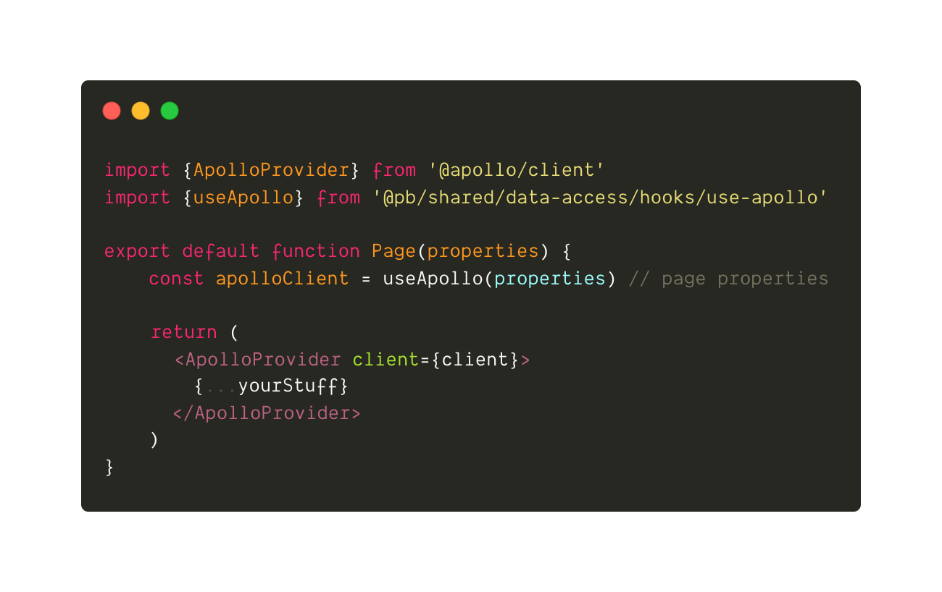 import {ApolloProvider} from '@apollo/client'
import {useApollo} from '@pb/shared/data-access/hooks/use-apollo'
export default function Page(properties) {
const apolloClient = useApollo(properties) // page properties
return (
<ApolloProvider client={client}>
{...yourStuff}
</ApolloProvider>
)
}